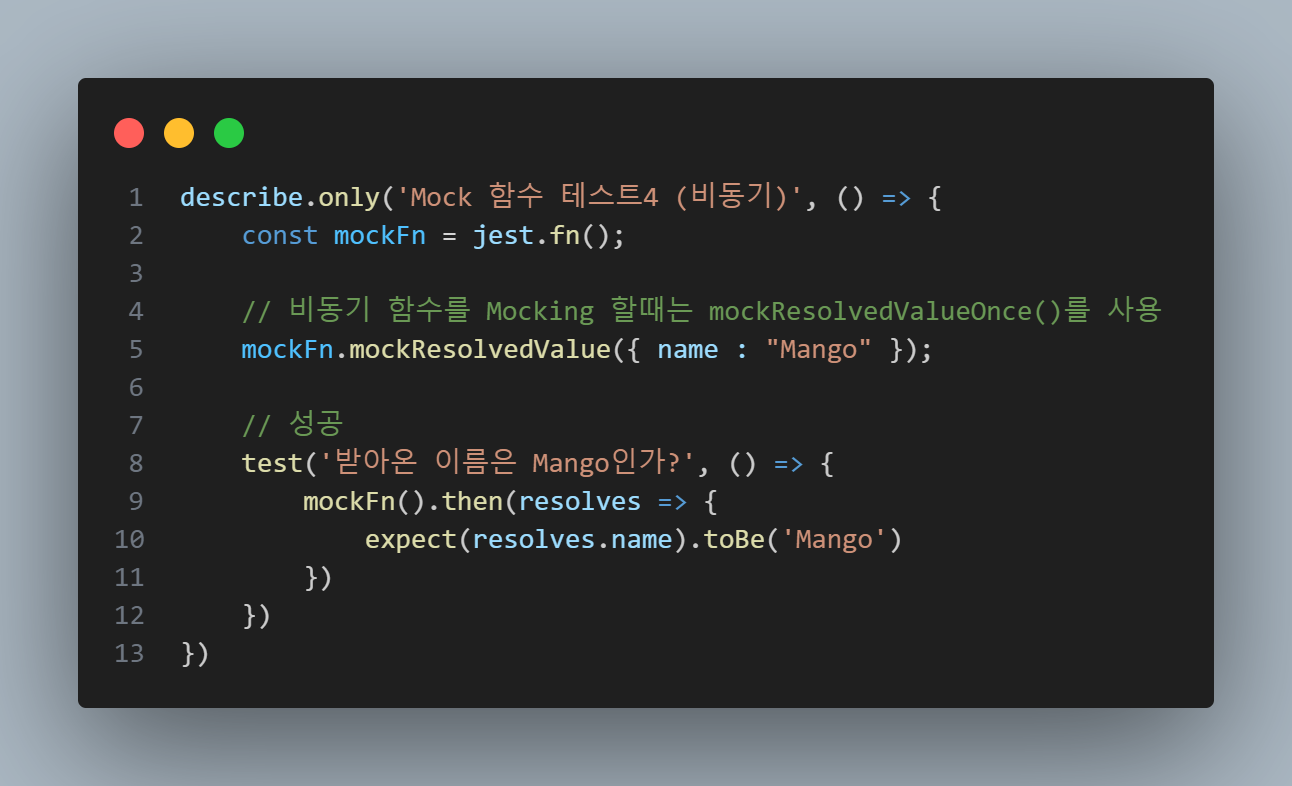 1 describe.only('Mock 함수 테스트4 (비동기)', () => {
2     const mockFn = jest.fn();
3
4     // 비동기 함수를 Mocking 할때는 mockResolvedValueOnce()를 사용
5     mockFn.mockResolvedValue({ name : "Mango" });
6
7     // 성공
8     test('받아온 이름은 Mango인가?', () => {
9         mockFn().then(resolves => {
10             expect(resolves.name).toBe('Mango')
11         })
12     })
13 })